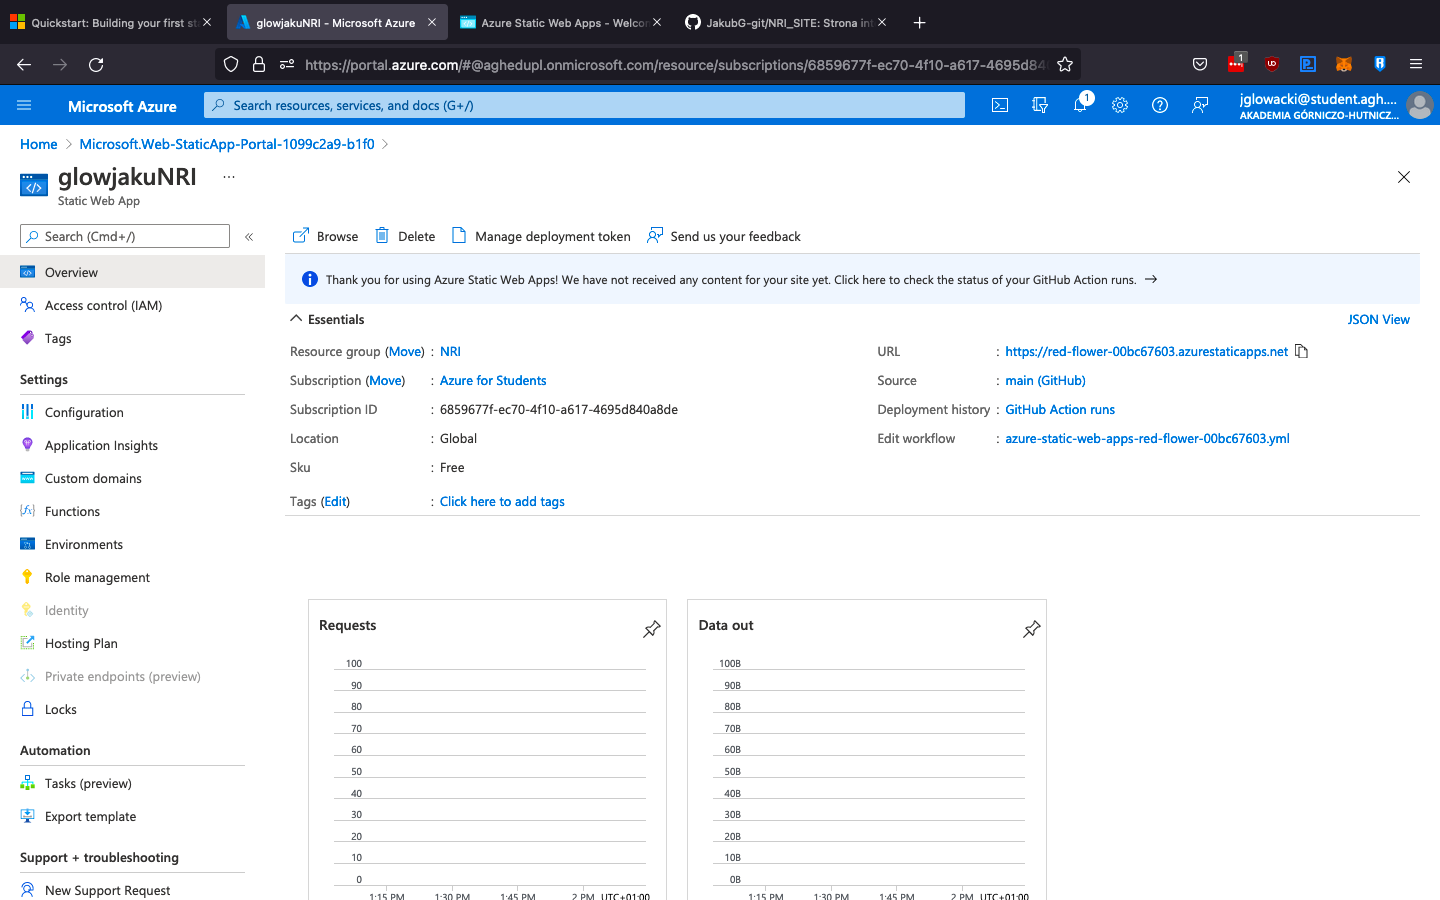 Quickstart: Building your first st
glowjakuNRI - Microsoft Azure
Azure Static Web Apps - Welcom
JakubG-git/NRI_SITE: Strona int
https://portal.azure.com/#@aghedupl.onmicrosoft.com/resource/subscriptions/6859677f-ec70-4f10-a617-4695d84
1
Microsoft Azure
Search resources, services, and docs (G+/)
1
jglowacki@student.agh....
AKADEMIA GÓRNICZO-HUTNICZ...
Home > Microsoft.Web-StaticApp-Portal-1099c2a9-b1f0 >
glowjakuNRI ...
Static Web App
Search (Cmd+/)
«
Overview
Access control (IAM)
Tags
Settings
Configuration
Application Insights
Custom domains
Functions
Environments
Role management
Identity
Hosting Plan
Private endpoints (preview)
Locks
Automation
Tasks (preview)
Export template
Support + troubleshooting
New Support Request
Browse
Delete
Manage deployment token
Send us your feedback
Thank you for using Azure Static Web Apps! We have not received any content for your site yet. Click here to check the status of your GitHub Action runs. →
Essentials
JSON View
Resource group (Move) : NRI
Subscription (Move) : Azure for Students
Subscription ID : 6859677f-ec70-4f10-a617-4695d840a8de
Location : Global
Sku : Free
Tags (Edit) : Click here to add tags
URL : https://red-flower-00bc67603.azurestaticapps.net
Source : main (GitHub)
Deployment history : GitHub Action runs
Edit workflow : azure-static-web-apps-red-flower-00bc67603.yml
Requests
100
90
80
70
60
50
40
30
20
10
0
1:15 PM 1:30 PM 1:45 PM 2 PM UTC+01:00
Data out
100B
90B
80B
70B
60B
50B
40B
30B
20B
10B
0B
1:15 PM 1:30 PM 1:45 PM 2 PM UTC+01:00